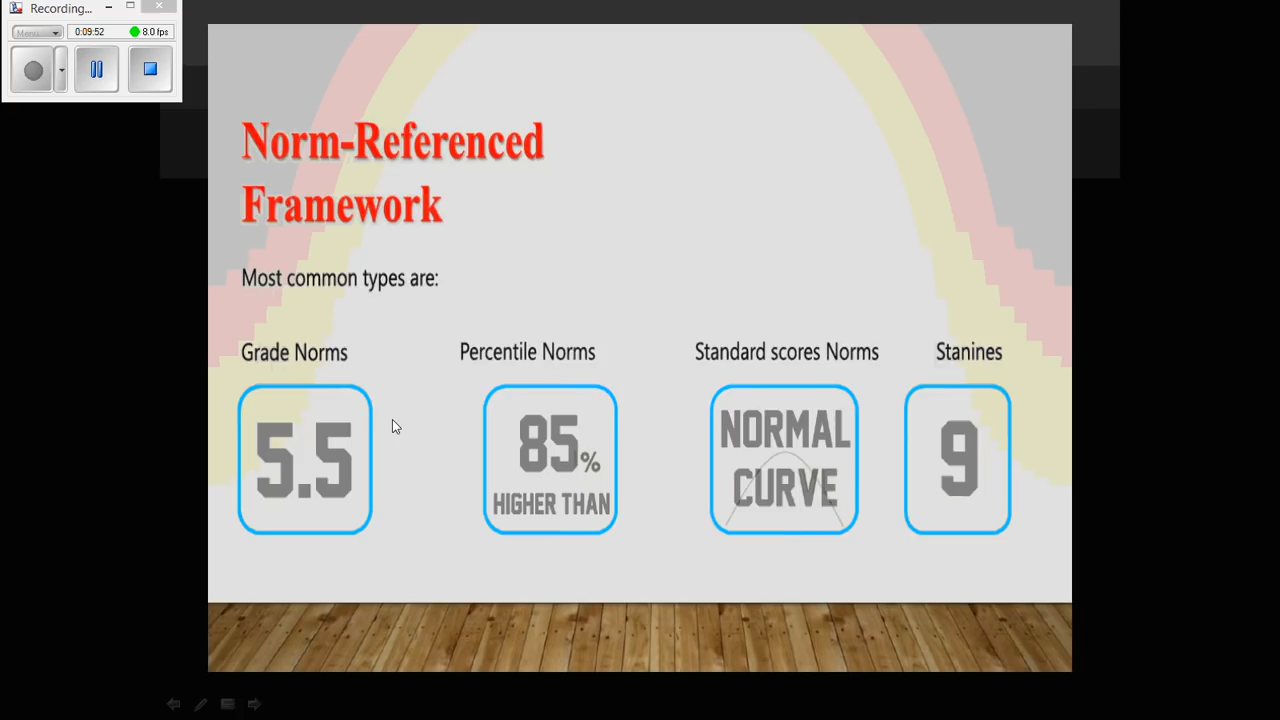 Recording...
Menu
0:09:52
8.0 fps
Norm-Referenced
Framework
Most common types are:
Grade Norms
Percentile Norms
Standard scores Norms
Stanines
5.5
85%
HIGHER THAN
NORMAL
CURVE
9